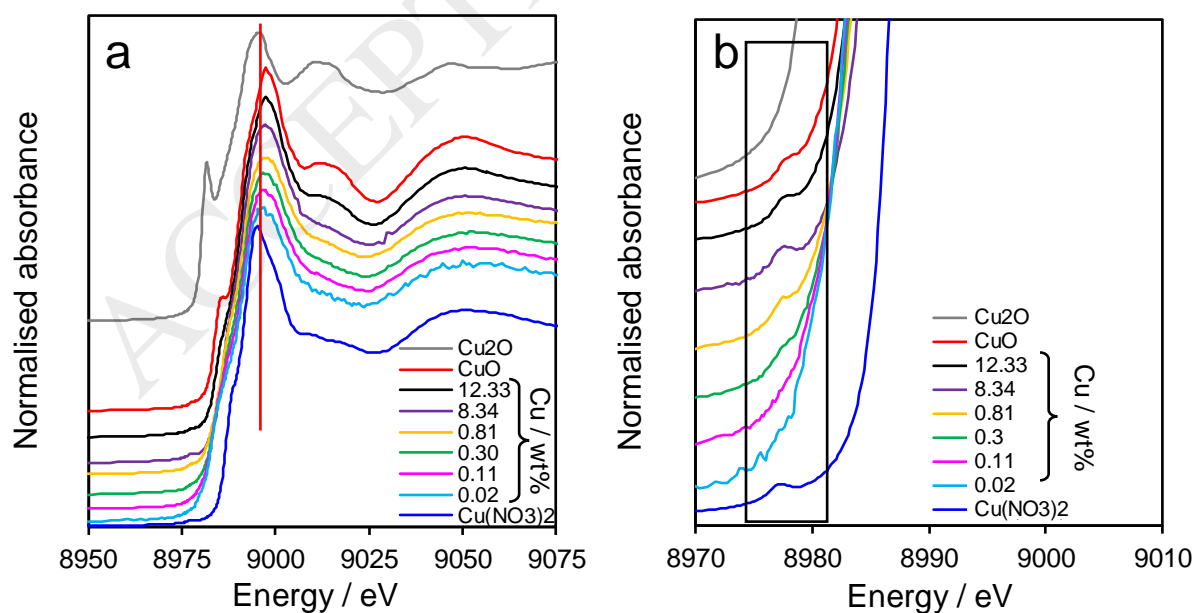 ACCEPT
a
Normalised absorbance
Cu2O
CuO
12.33
8.34
0.81
0.30
0.11
0.02
Cu(NO3)2
Cu / wt%
8950 8975 9000 9025 9050 9075
Energy / eV
b
Normalised absorbance
Cu2O
CuO
12.33
8.34
0.81
0.3
0.11
0.02
Cu(NO3)2
Cu / wt%
8970 8980 8990 9000 9010
Energy / eV